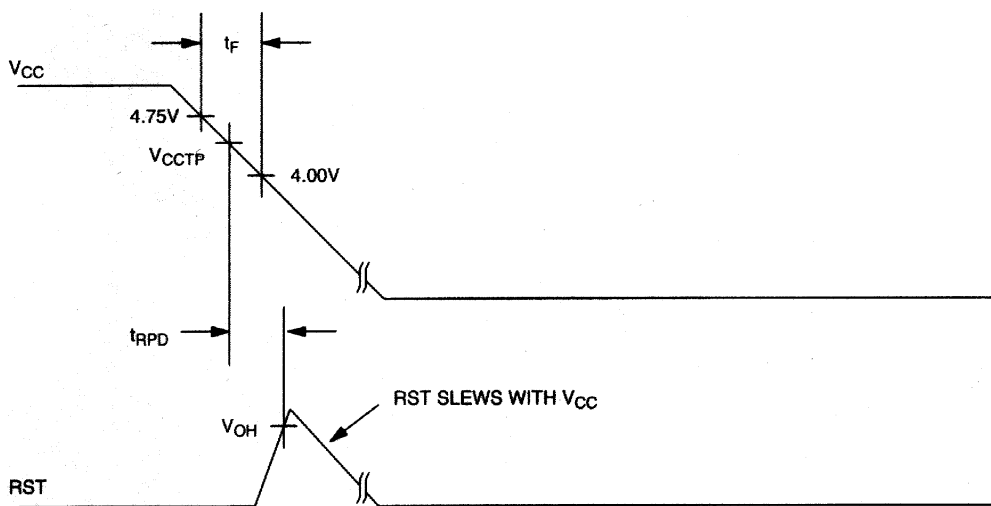 tF
VCC
4.75V
VCCTP
4.00V
tRPD
RST SLEWS WITH VCC
VOH
RST